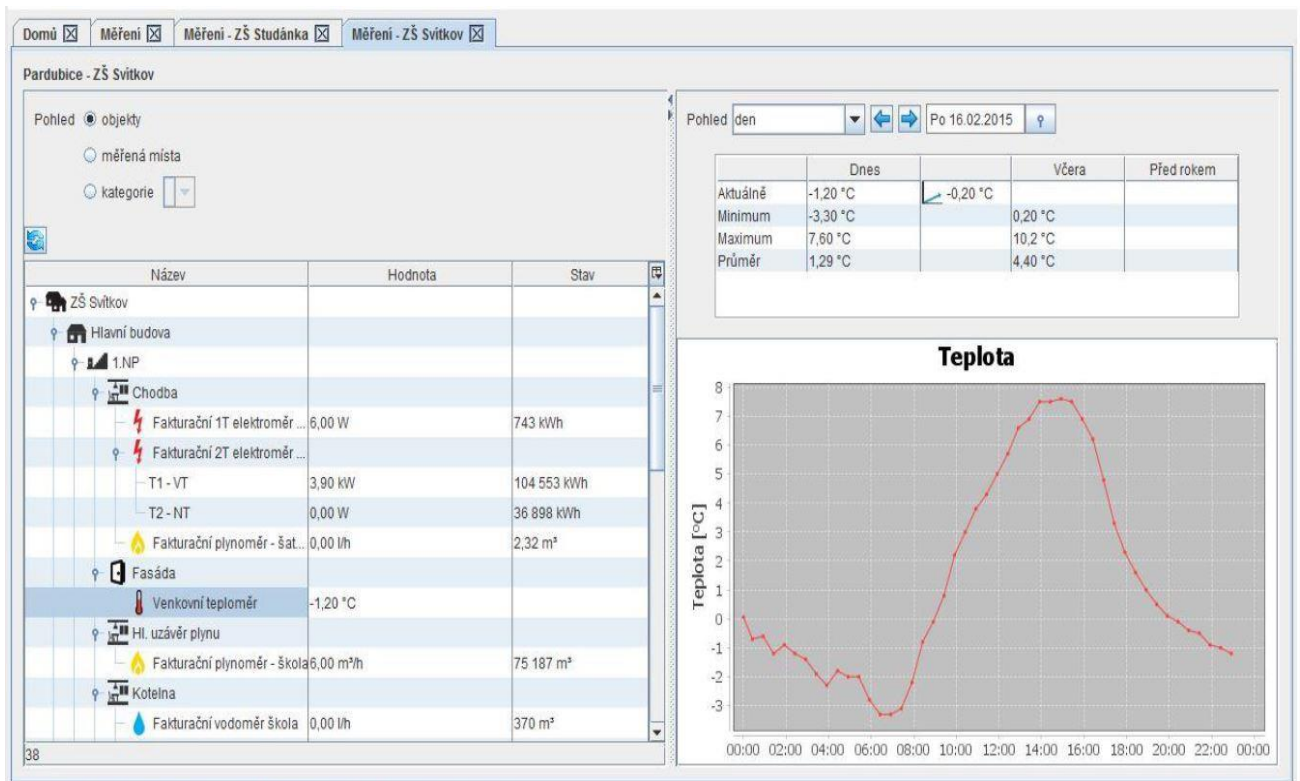 Domů Měření Měření - ZŠ Studánka Měření - ZŠ Svítkov
Pardubice - ZŠ Svítkov
Pohled objekty
měřená místa
kategorie
Název Hodnota Stav
ZŠ Svítkov
Hlavní budova
1.NP
Chodba
Fakturační 1T elektroměr ... 6,00 W 743 kWh
Fakturační 2T elektroměr ...
T1 - VT 3,90 kW 104 553 kWh
T2 - NT 0,00 W 36 898 kWh
Fakturační plynoměr - šat... 0,00 l/h 2,32 m³
Fasáda
Venkovní teploměr -1,20 °C
Hl. uzávěr plynu
Fakturační plynoměr - škola 6,00 m³/h 75 187 m³
Kotelna
Fakturační vodoměr škola 0,00 l/h 370 m³
38
Pohled den Po 16.02.2015
Dnes Včera Před rokem
Aktuálně -1,20 °C -0,20 °C
Minimum -3,30 °C 0,20 °C
Maximum 7,60 °C 10,2 °C
Průměr 1,29 °C 4,40 °C
Teplota
Teplota [°C]
8
7
6
5
4
3
2
1
0
-1
-2
-3
00:00 02:00 04:00 06:00 08:00 10:00 12:00 14:00 16:00 18:00 20:00 22:00 00:00